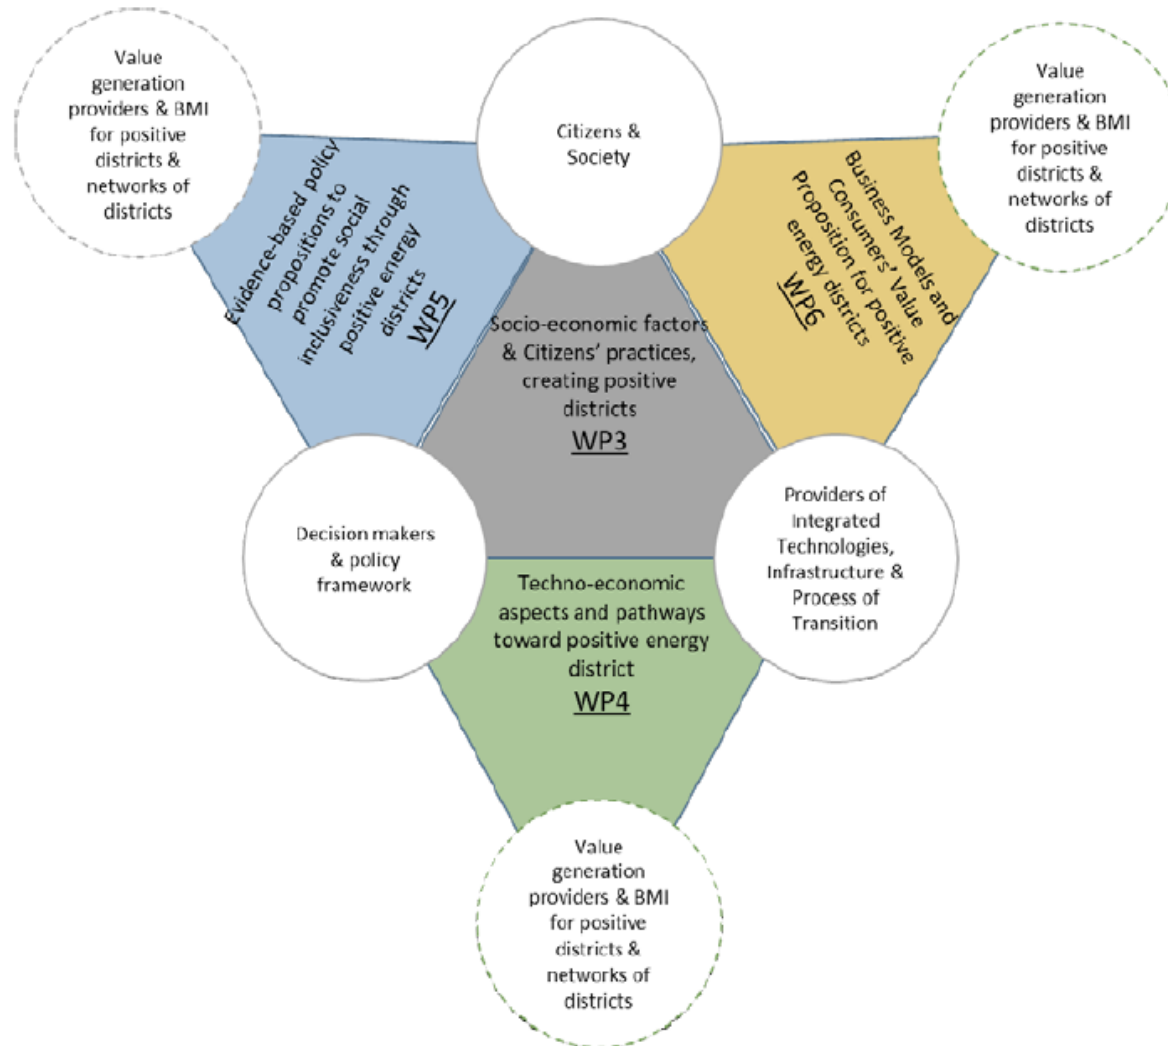 Value
generation
providers & BMI
for positive
districts &
networks of
districts
Citizens &
Society
Value
generation
providers & BMI
for positive
districts &
networks of
districts
Evidence-based policy
propositions to
promote social
inclusiveness through
positive energy
districts
WP5
Business Models and
Consumers' Value
Proposition for positive
energy districts
WP6
Socio-economic factors
& Citizens' practices,
creating positive
districts
WP3
Decision makers
& policy
framework
Providers of
Integrated
Technologies,
Infrastructure &
Process of
Transition
Techno-economic
aspects and pathways
toward positive energy
district
WP4
Value
generation
providers & BMI
for positive
districts &
networks of
districts